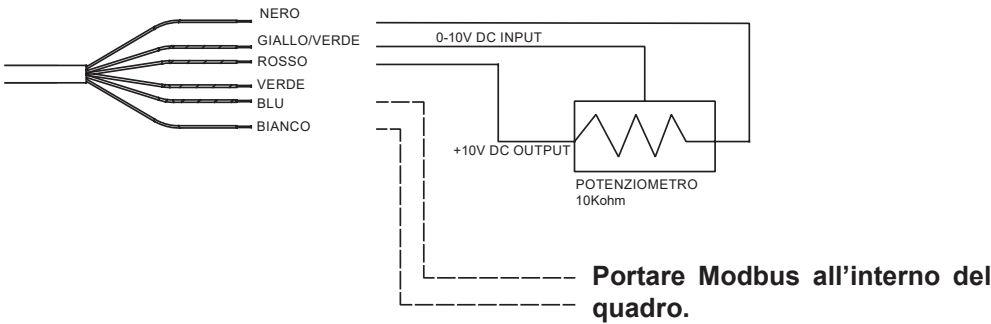 NERO
GIALLO/VERDE
0-10V DC INPUT
ROSSO
VERDE
BLU
BIANCO
+10V DC OUTPUT
POTENZIOMETRO
10Kohm
Portare Modbus all’interno del
quadro.